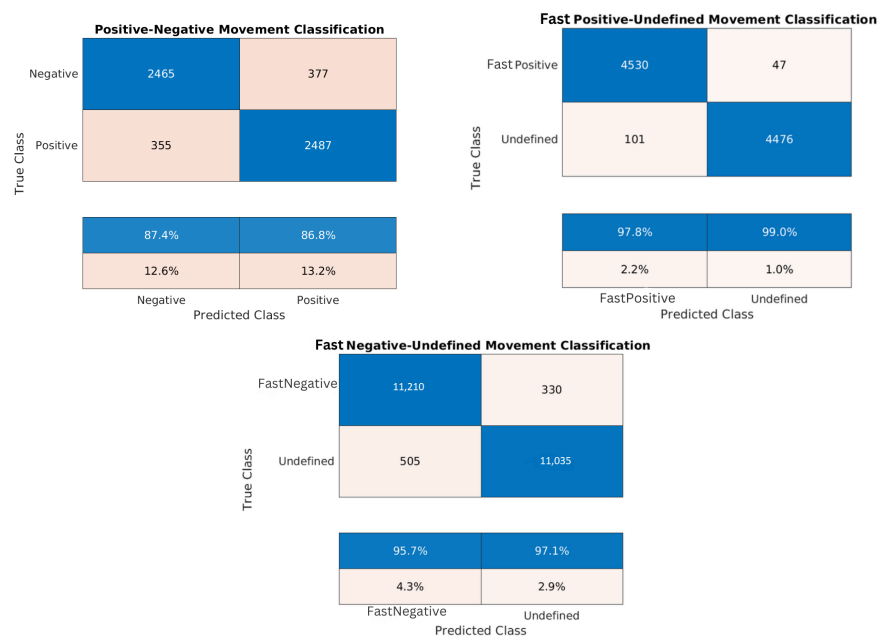 Positive-Negative Movement Classification
Negative 2465 377
Positive 355 2487
True Class
87.4% 86.8%
12.6% 13.2%
Negative Positive
Predicted Class
Fast Positive-Undefined Movement Classification
Fast Positive 4530 47
Undefined 101 4476
True Class
97.8% 99.0%
2.2% 1.0%
FastPositive Undefined
Predicted Class
Fast Negative-Undefined Movement Classification
FastNegative 11,210 330
Undefined 505 11,035
True Class
95.7% 97.1%
4.3% 2.9%
FastNegative Undefined
Predicted Class